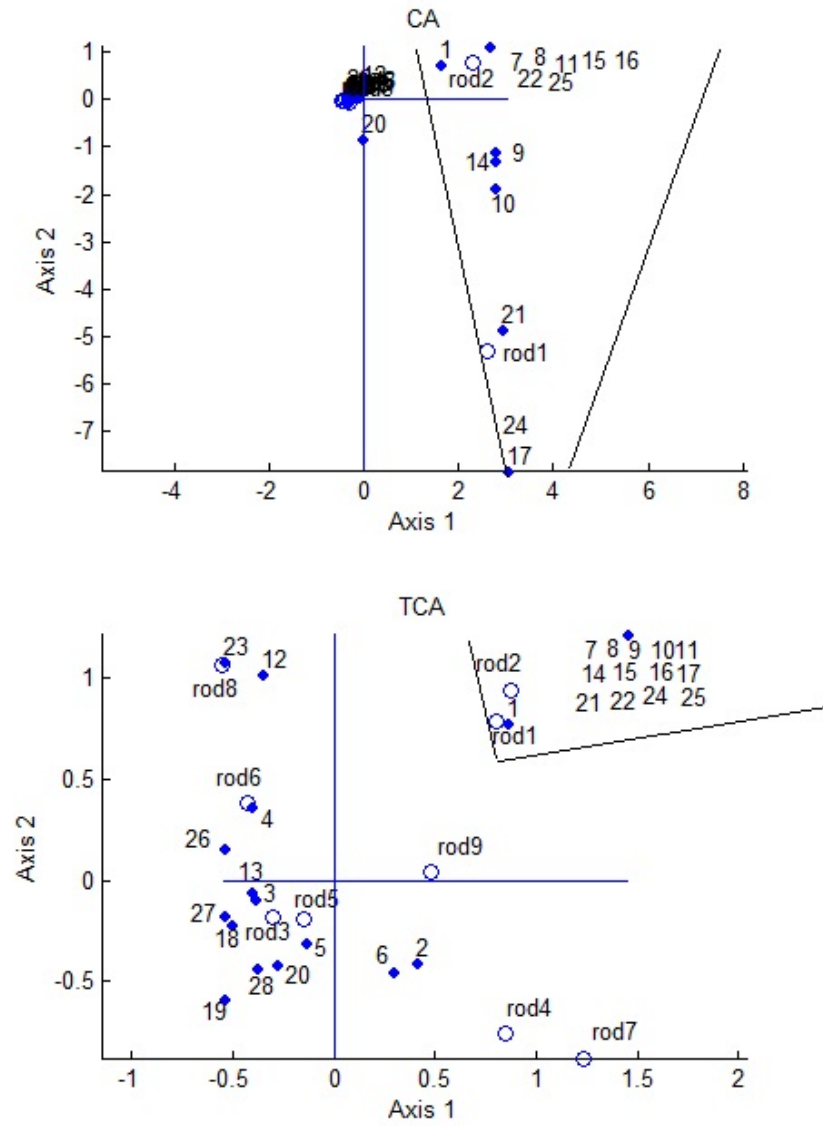 CA
1
1
7 8 11 15 16
rod2
22 25
0
-1
20
9
14
-2
10
-3
Axis 2
-4
21
-5
rod1
-6
24
-7
17
-4 -2 0 2 4 6 8
Axis 1
TCA
23
12
7 8 9 10 11
rod2
14 15 16 17
1
rod8
1
21 22 24 25
rod1
0.5
rod6
4
26
rod9
Axis 2
0
13
3
rod5
27
rod3
18
5
6
2
-0.5
28
20
19
rod4
rod7
-1 -0.5 0 0.5 1 1.5 2
Axis 1